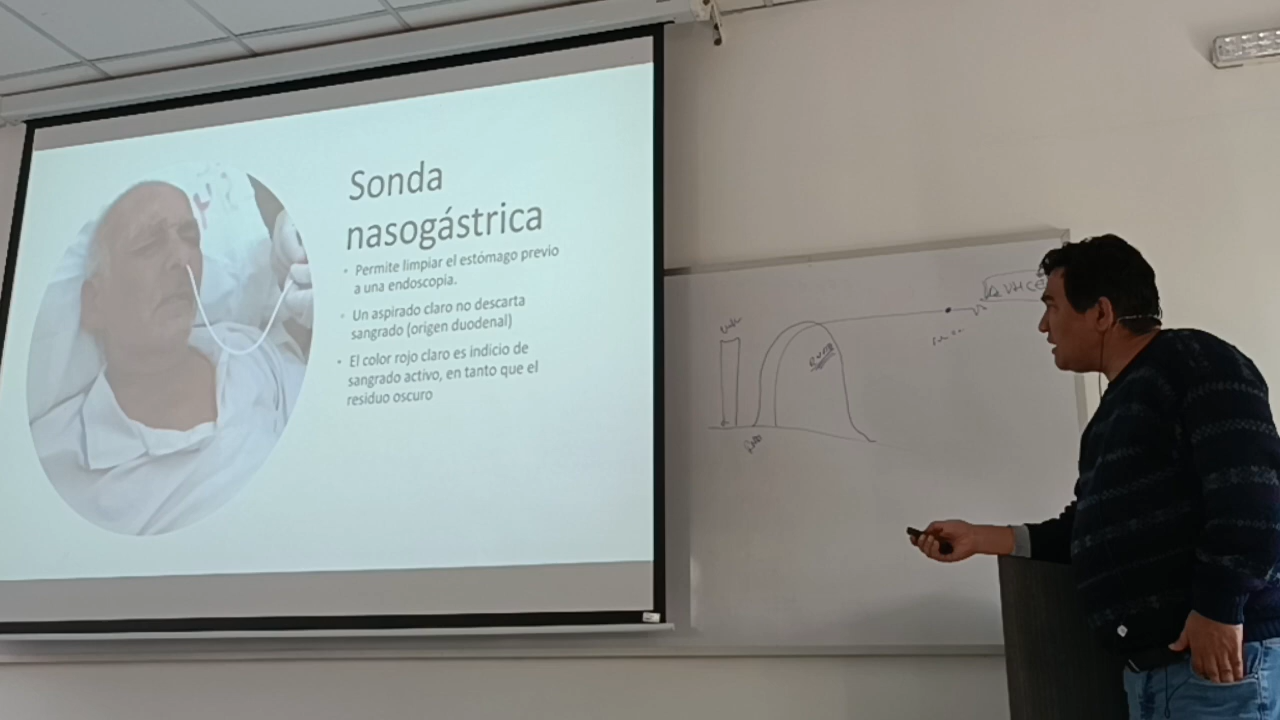 Sonda
nasogástrica
• Permite limpiar el estómago previo
a una endoscopia.
• Un aspirado claro no descarta
sangrado (origen duodenal)
• El color rojo claro es indicio de
sangrado activo, en tanto que el
residuo oscuro